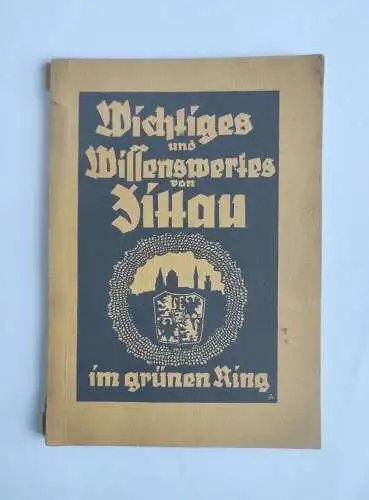 Wichtiges
und
Wissenswertes
von
Zittau
im grünen Ring